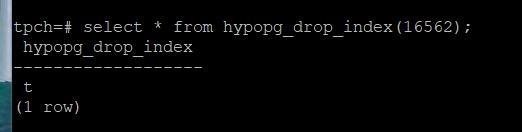 tpch=# select * from hypopg_drop_index(16562);
 hypopg_drop_index
-------------------
 t
(1 row)